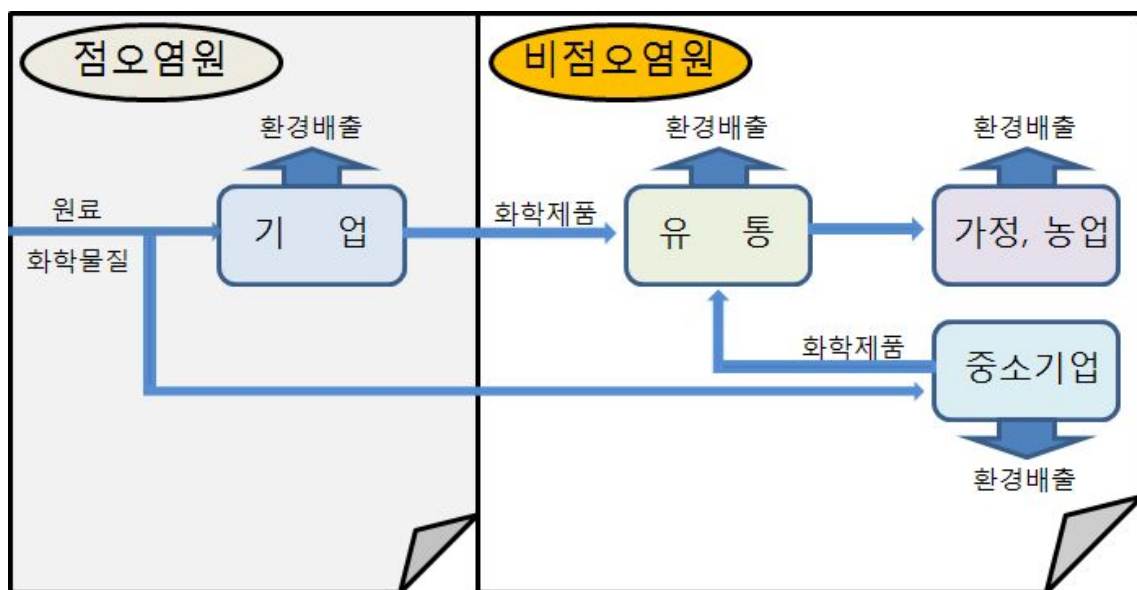 점오염원
비점오염원
환경배출
환경배출
환경배출
원료
화학물질
기 업
화학제품
유 통
가정, 농업
화학제품
중소기업
환경배출